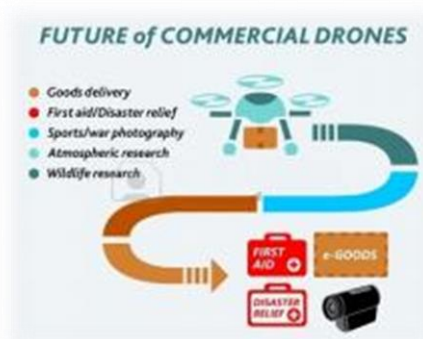 FUTURE of COMMERCIAL DRONES
Goods delivery
First aid/Disaster relief
Sports/war photography
Atmospheric research
Wildlife research
FIRST
AID
e-GOODS
DISASTER
RELIEF